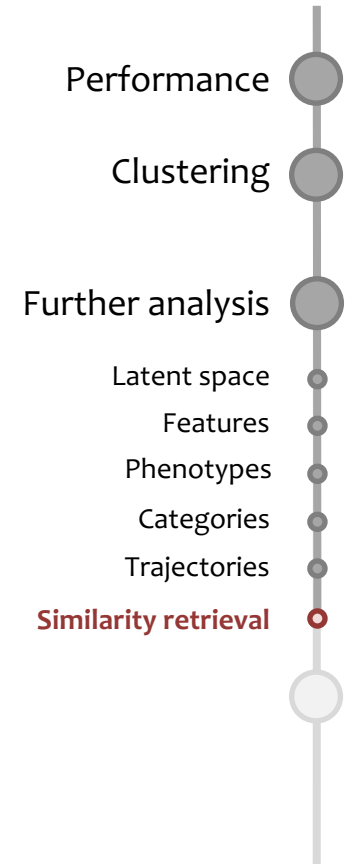 Performance
Clustering
Further analysis
Latent space
Features
Phenotypes
Categories
Trajectories
Similarity retrieval